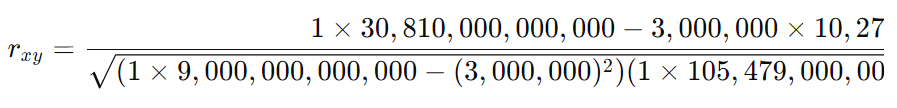 1 × 30, 810, 000, 000, 000 − 3, 000, 000 × 10, 27
r_{xy} = 
√(1 × 9, 000, 000, 000, 000 − (3, 000, 000)²)(1 × 105, 479, 000, 00